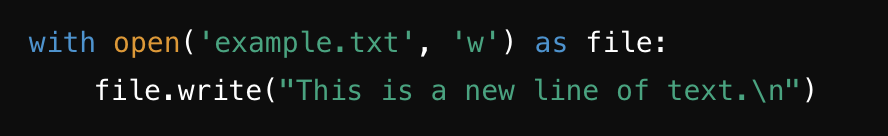 with open('example.txt', 'w') as file:
    file.write("This is a new line of text.\n")